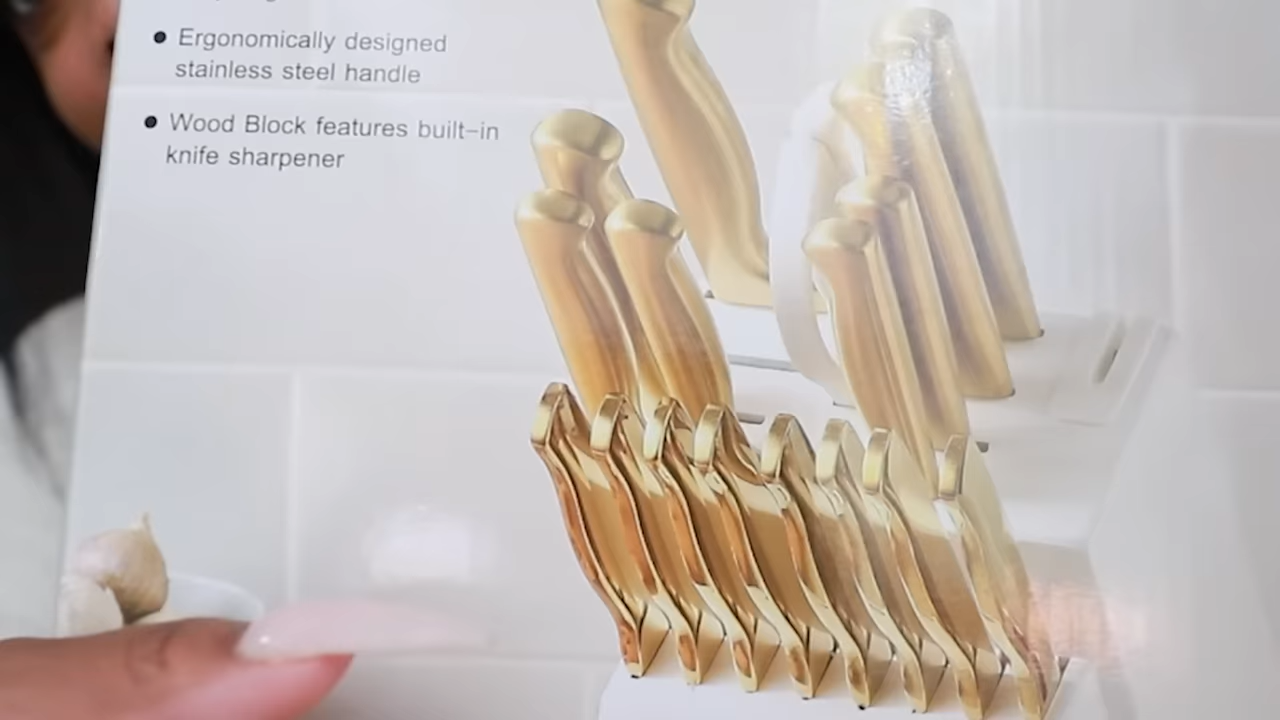 ● Ergonomically designed
stainless steel handle
● Wood Block features built-in
knife sharpener